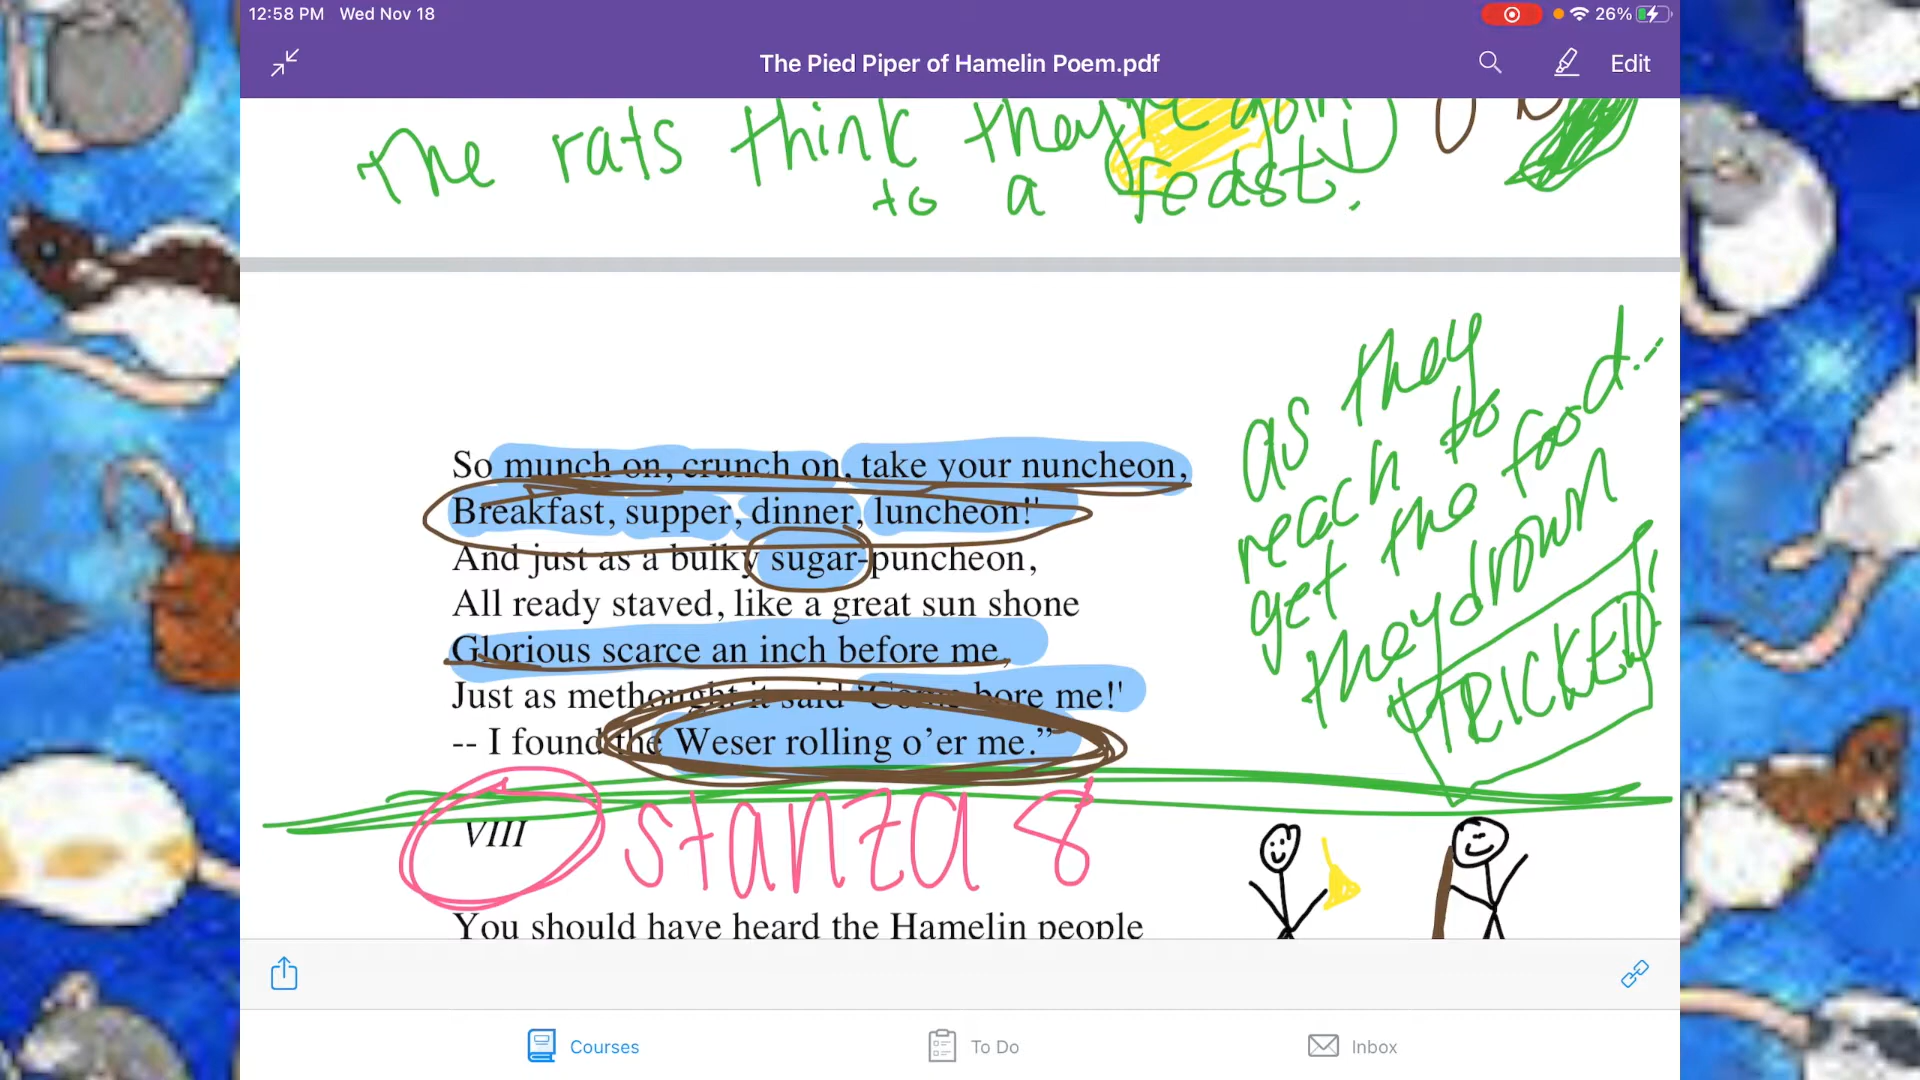 12:58 PM Wed Nov 18
26%
The Pied Piper of Hamelin Poem.pdf
Edit
The rats think they're goin
to a feast.
as they
reach to
get the food...
they drown
TRICKED!
So munch on, crunch on, take your nuncheon,
Breakfast, supper, dinner, luncheon!'
And just as a bulky sugar-puncheon,
All ready staved, like a great sun shone
Glorious scarce an inch before me,
Just as methought it said 'Come bore me!'
-- I found the Weser rolling o'er me.”
VIII stanza 8
You should have heard the Hamelin people
Courses
To Do
Inbox